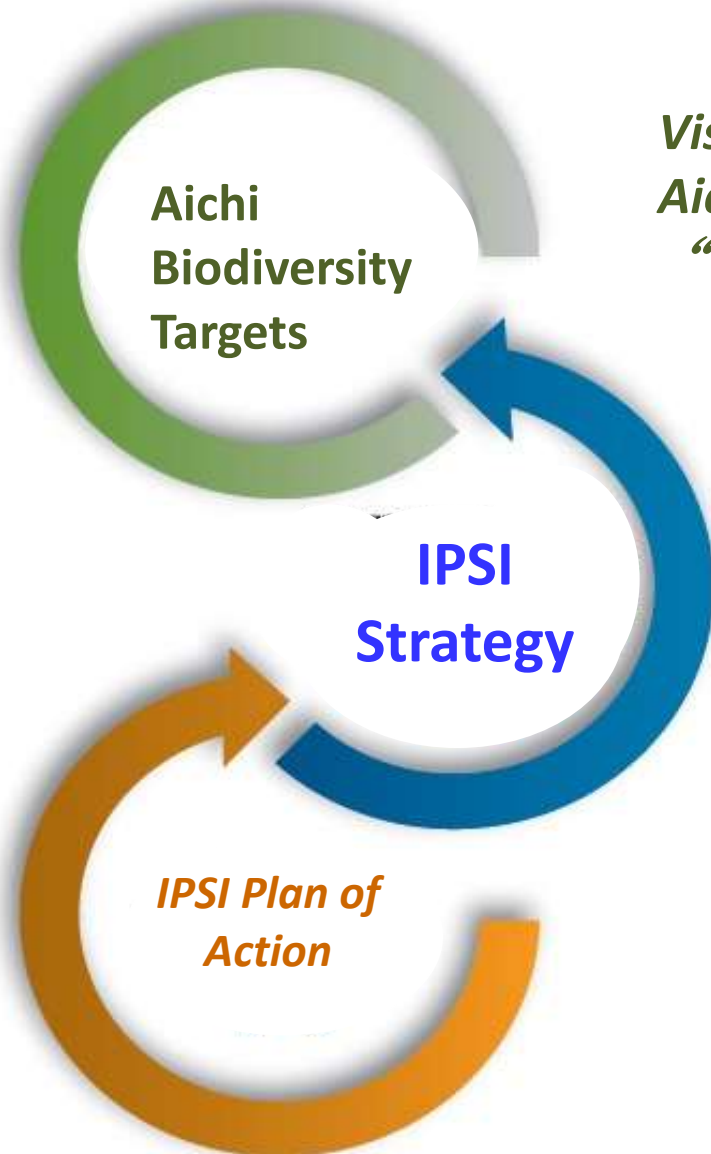 Aichi
Biodiversity
Targets
IPSI
Strategy
IPSI Plan of
Action